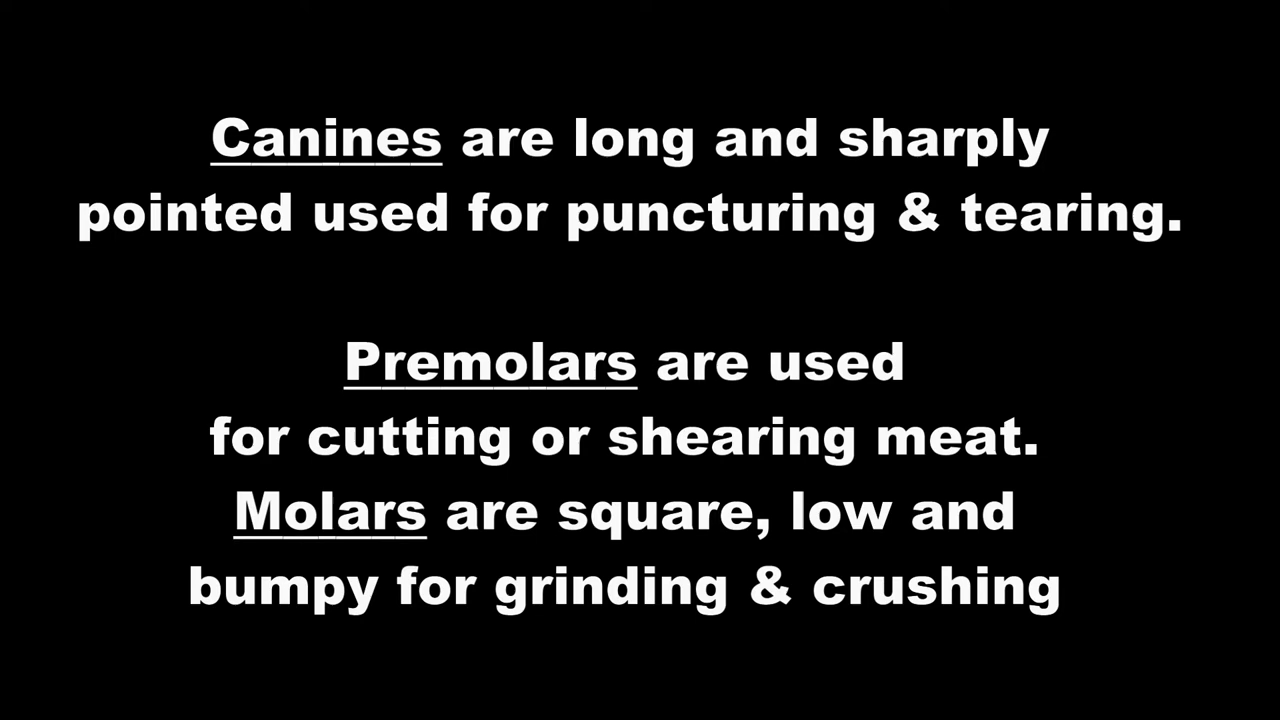 Canines are long and sharply
pointed used for puncturing & tearing.
Premolars are used
for cutting or shearing meat.
Molars are square, low and
bumpy for grinding & crushing